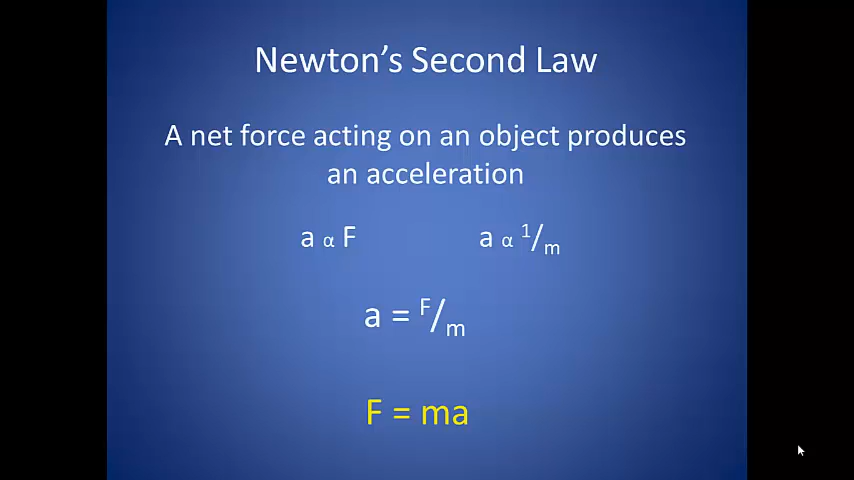 Newton’s Second Law
A net force acting on an object produces
an acceleration
a α F a α 1/m
a = F/m
F = ma